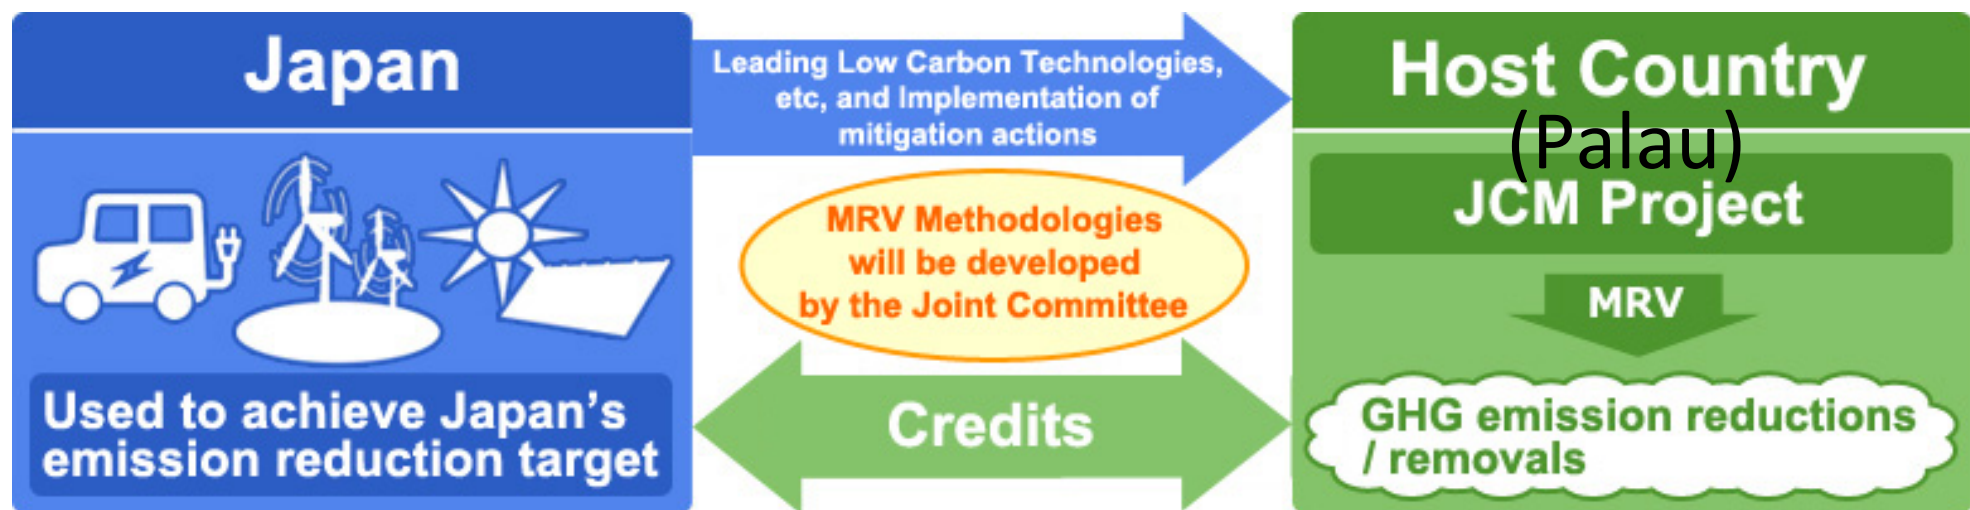 Japan
Leading Low Carbon Technologies,
etc, and Implementation of
mitigation actions
Host Country
(Palau)
JCM Project
MRV Methodologies
will be developed
by the Joint Committee
MRV
Used to achieve Japan’s
emission reduction target
Credits
GHG emission reductions
/ removals